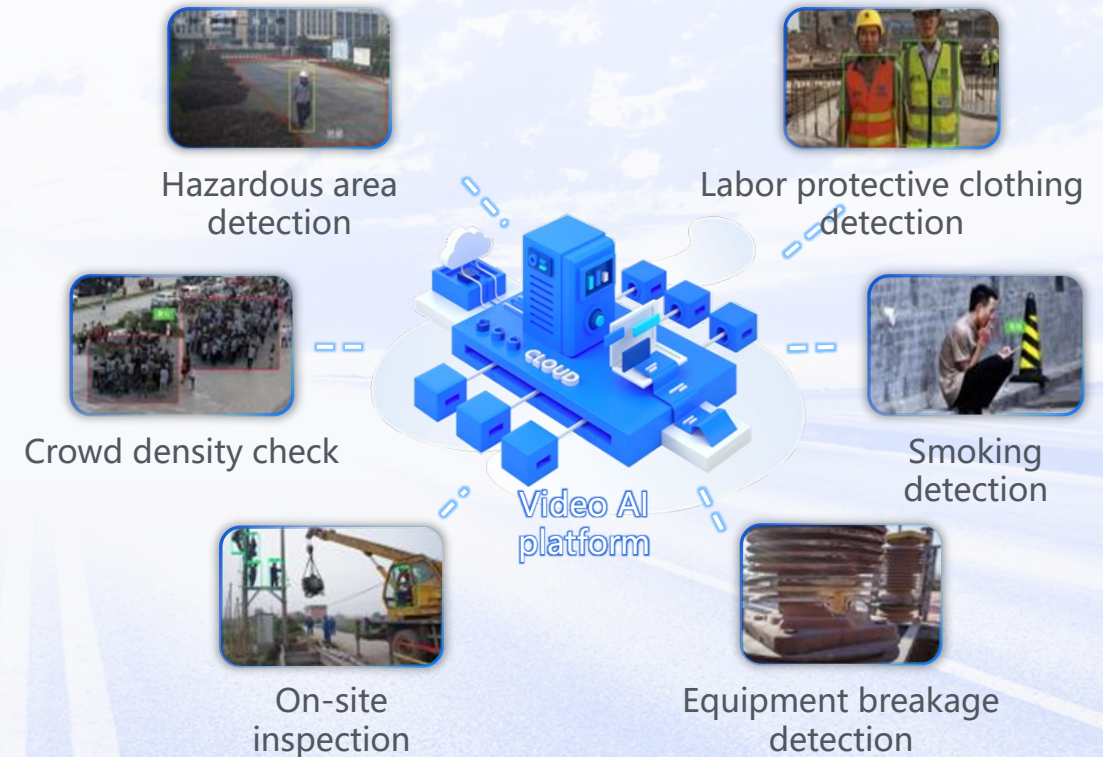 Hazardous area
detection
Labor protective clothing
detection
Crowd density check
CLOUD
Smoking
detection
Video AI
platform
On-site
inspection
Equipment breakage
detection